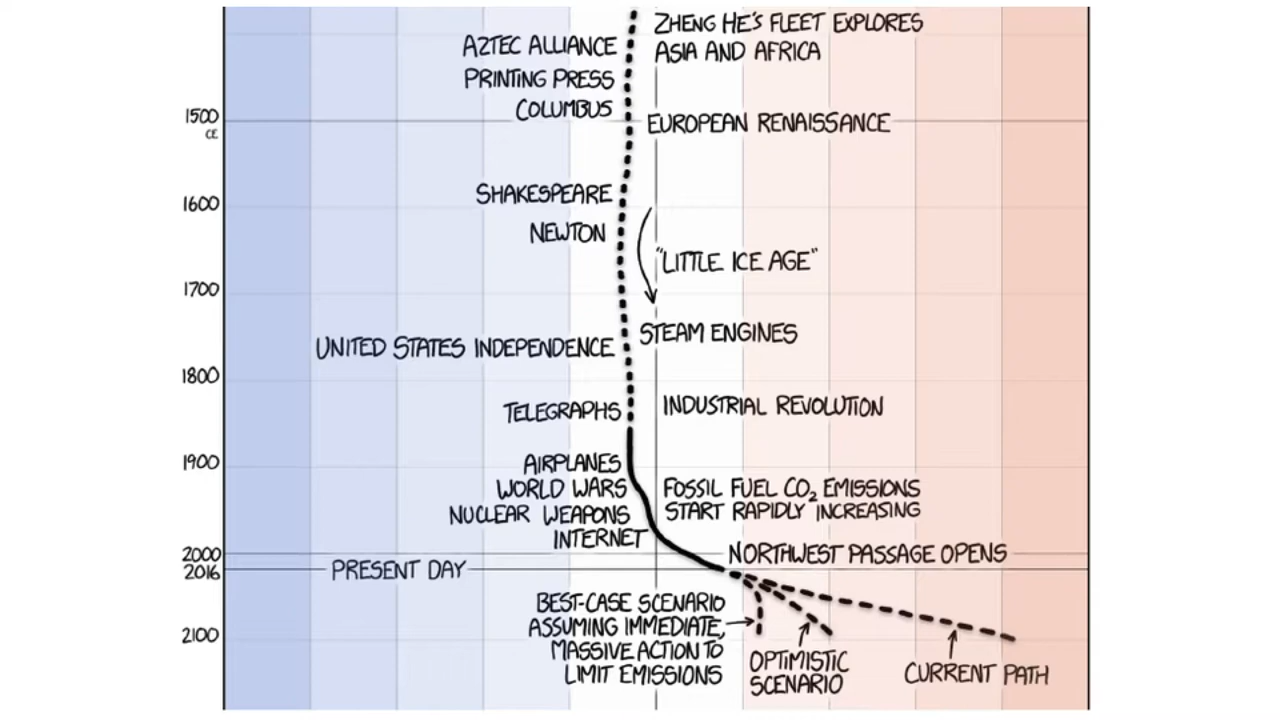 ZHENG HE'S FLEET EXPLORES
ASIA AND AFRICA
AZTEC ALLIANCE
PRINTING PRESS
COLUMBUS
1500
CE
EUROPEAN RENAISSANCE
SHAKESPEARE
1600
NEWTON
"LITTLE ICE AGE"
1700
STEAM ENGINES
UNITED STATES INDEPENDENCE
1800
TELEGRAPHS
INDUSTRIAL REVOLUTION
1900
AIRPLANES
WORLD WARS
NUCLEAR WEAPONS
INTERNET
FOSSIL FUEL CO₂ EMISSIONS
START RAPIDLY INCREASING
2000
NORTHWEST PASSAGE OPENS
2016
PRESENT DAY
BEST-CASE SCENARIO
ASSUMING IMMEDIATE,
MASSIVE ACTION TO
LIMIT EMISSIONS
2100
OPTIMISTIC
SCENARIO
CURRENT PATH